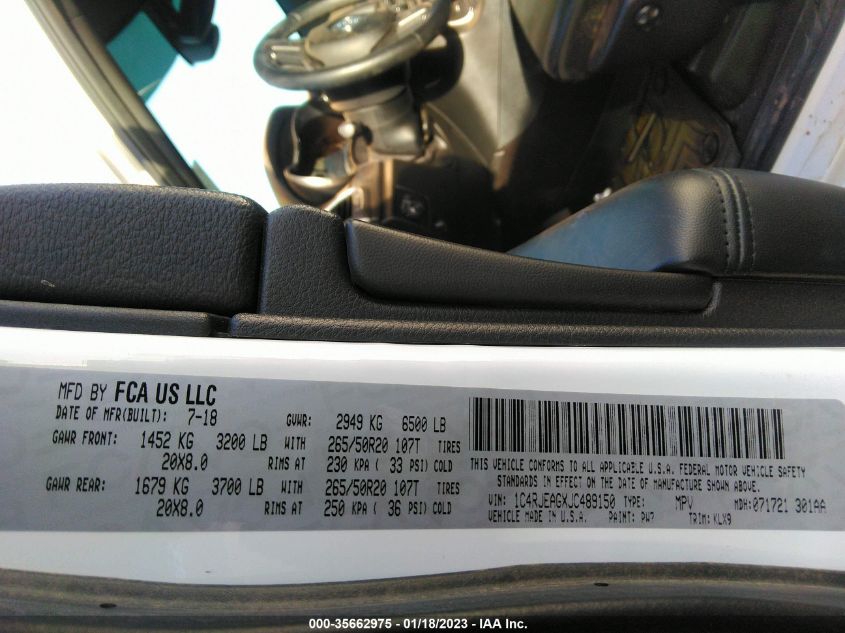 MFD BY FCA US LLC
DATE OF MFR(BUILT): 7-18 GVWR: 2949 KG 6500 LB
GAWR FRONT: 1452 KG 3200 LB WITH 265/50R20 107T TIRES
20X8.0 RIMS AT 230 KPA ( 33 PSI) COLD
GAWR REAR: 1679 KG 3700 LB WITH 265/50R20 107T TIRES
20X8.0 RIMS AT 250 KPA ( 36 PSI) COLD
THIS VEHICLE CONFORMS TO ALL APPLICABLE U.S.A. FEDERAL MOTOR VEHICLE SAFETY
STANDARDS IN EFFECT ON THE DATE OF MANUFACTURE SHOWN ABOVE.
VIN: 1C4RJEAGXJC489150 TYPE: MPV MDH:071721 301AA
VEHICLE MADE IN U.S.A. PAINT: PW7 TRIM: KLX9
000-35662975 - 01/18/2023 - IAA Inc.